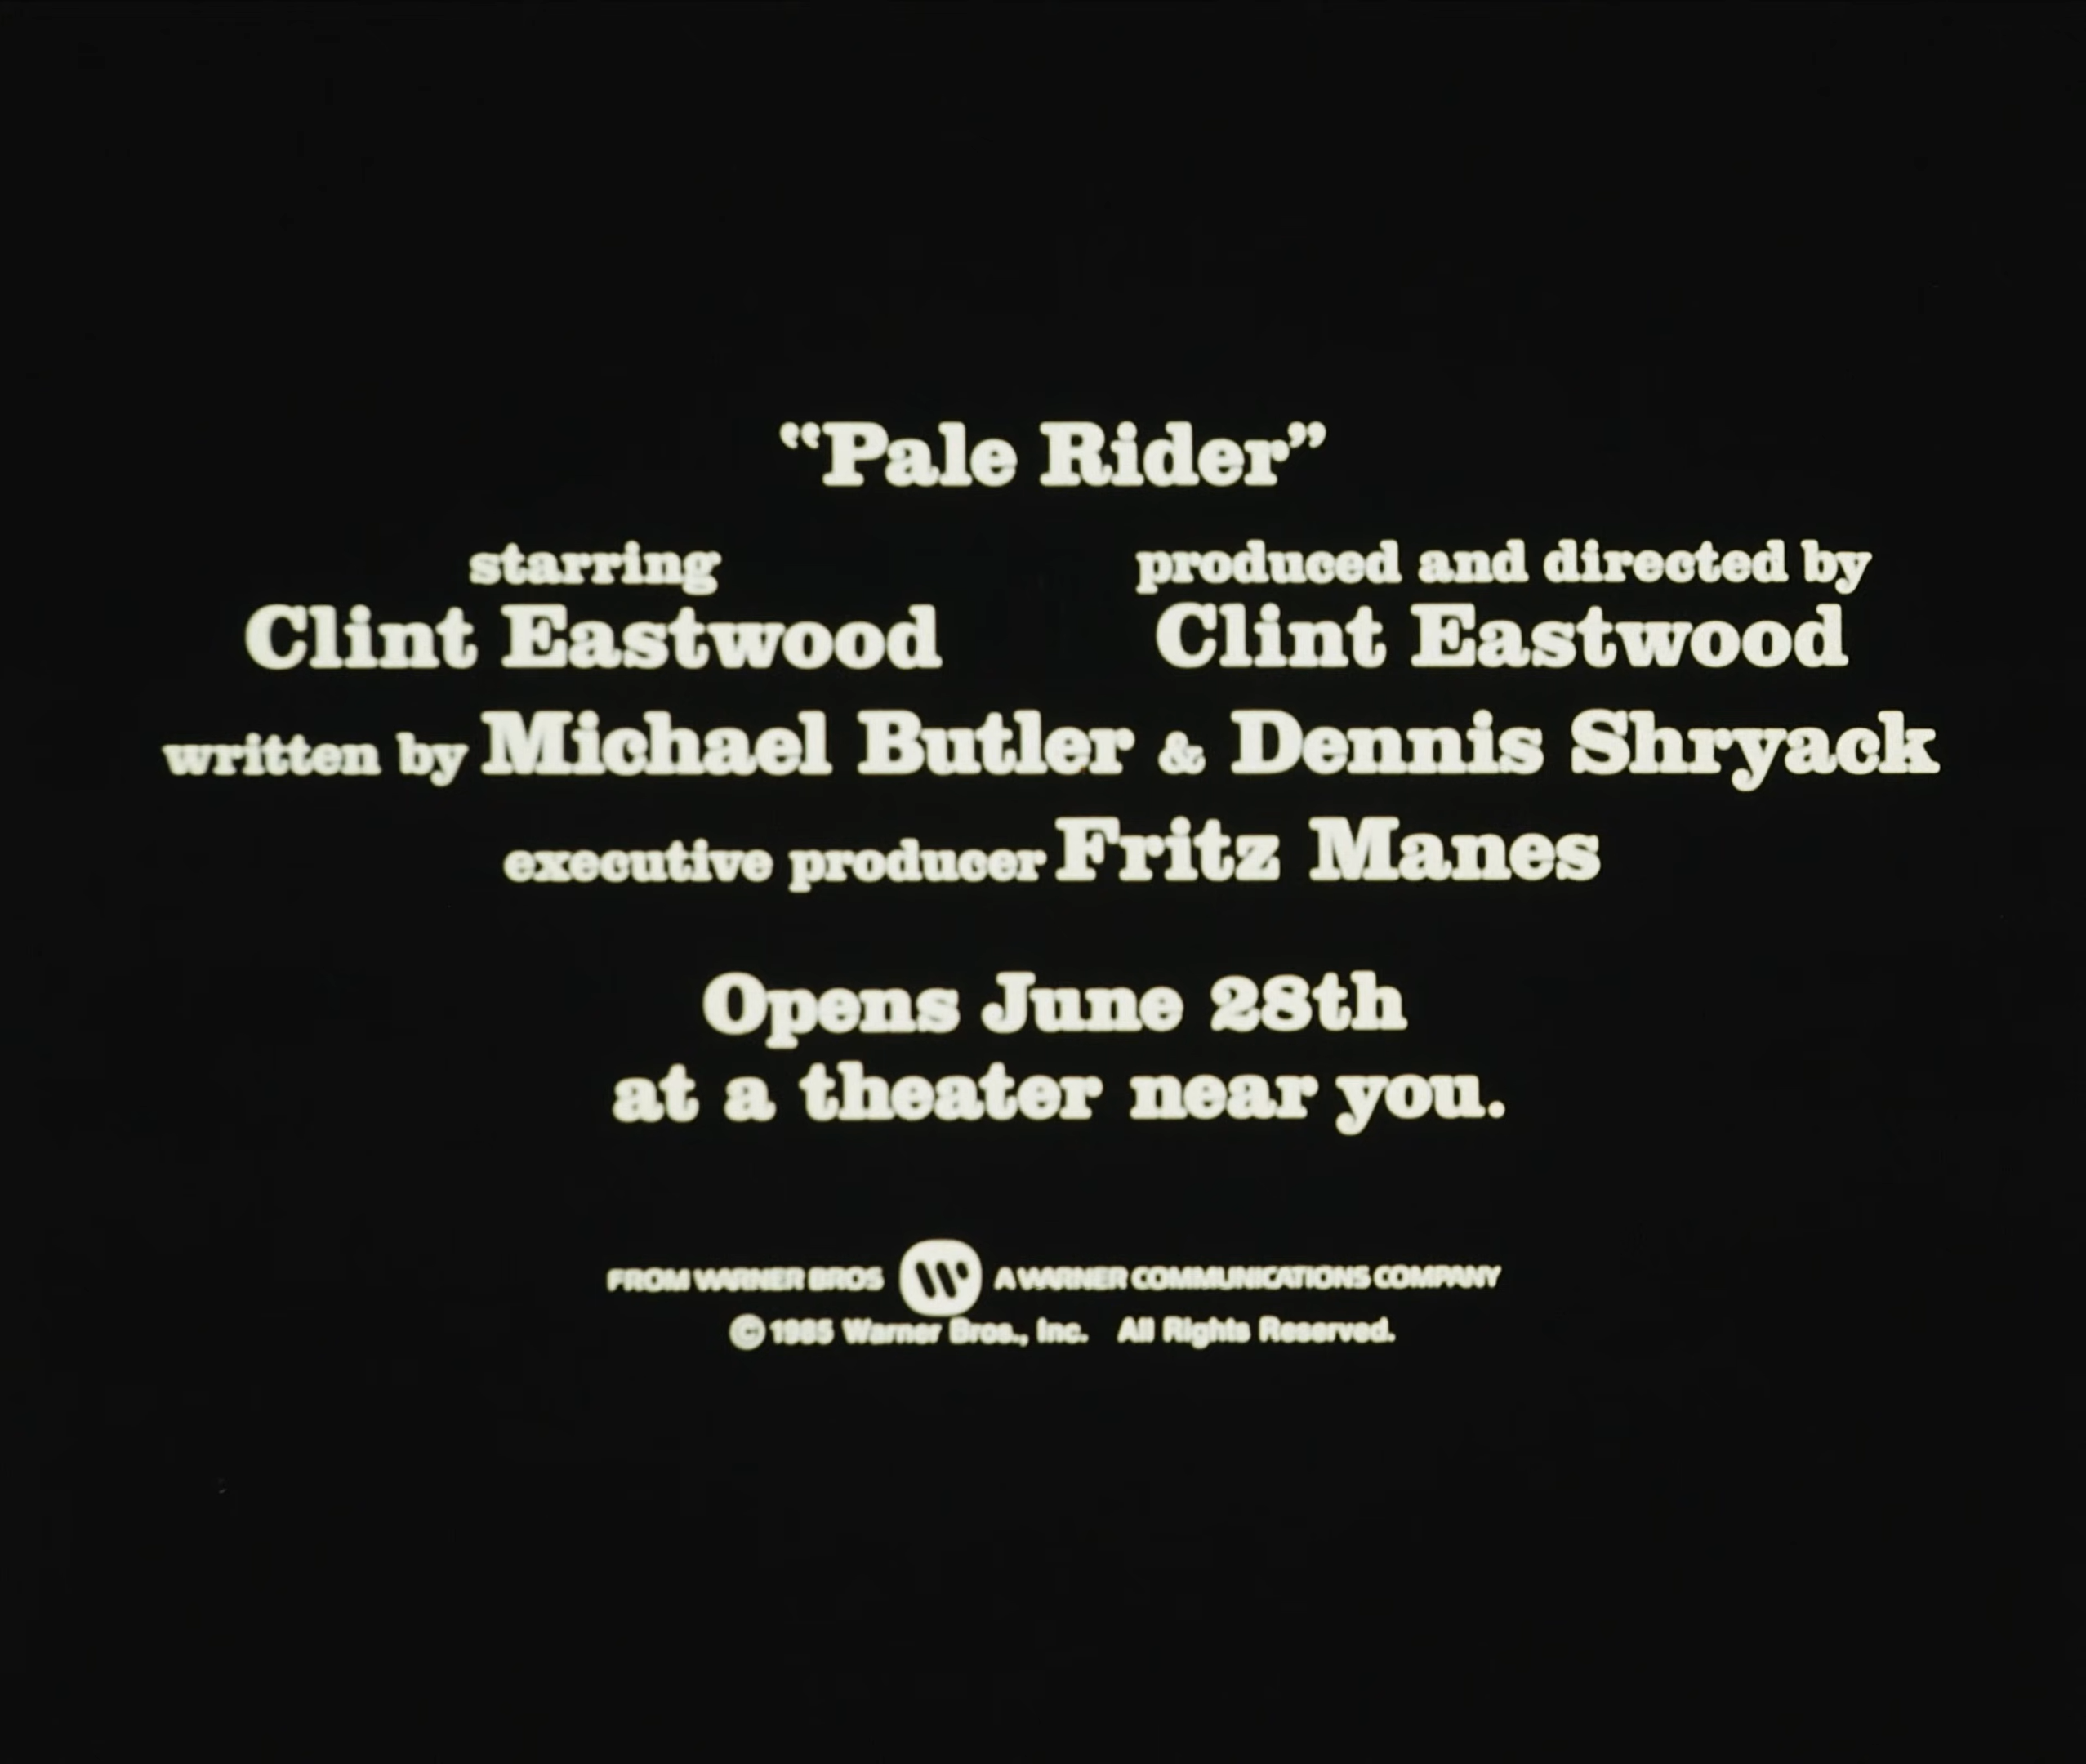 “Pale Rider”
starring
Clint Eastwood
produced and directed by
Clint Eastwood
written by Michael Butler & Dennis Shryack
executive producer Fritz Manes
Opens June 28th
at a theater near you.
FROM WARNER BROS A WARNER COMMUNICATIONS COMPANY
© 1985 Warner Bros., Inc. All Rights Reserved.